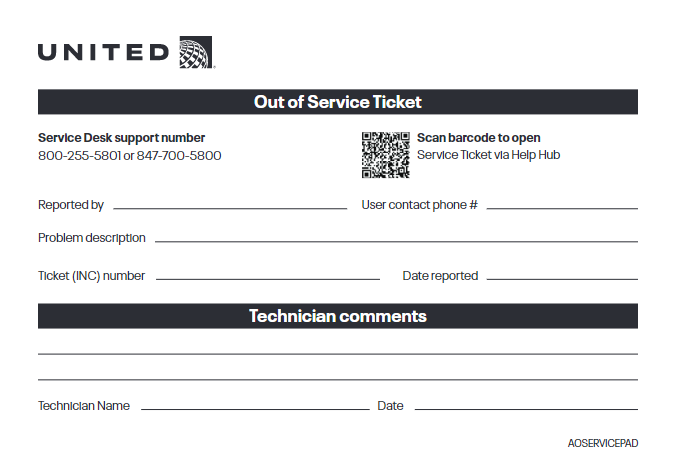 UNITED
Out of Service Ticket
Service Desk support number
800-255-5801 or 847-700-5800
Scan barcode to open
Service Ticket via Help Hub
Reported by
User contact phone #
Problem description
Ticket (INC) number
Date reported
Technician comments
Technician Name
Date
AOSERVICEPAD